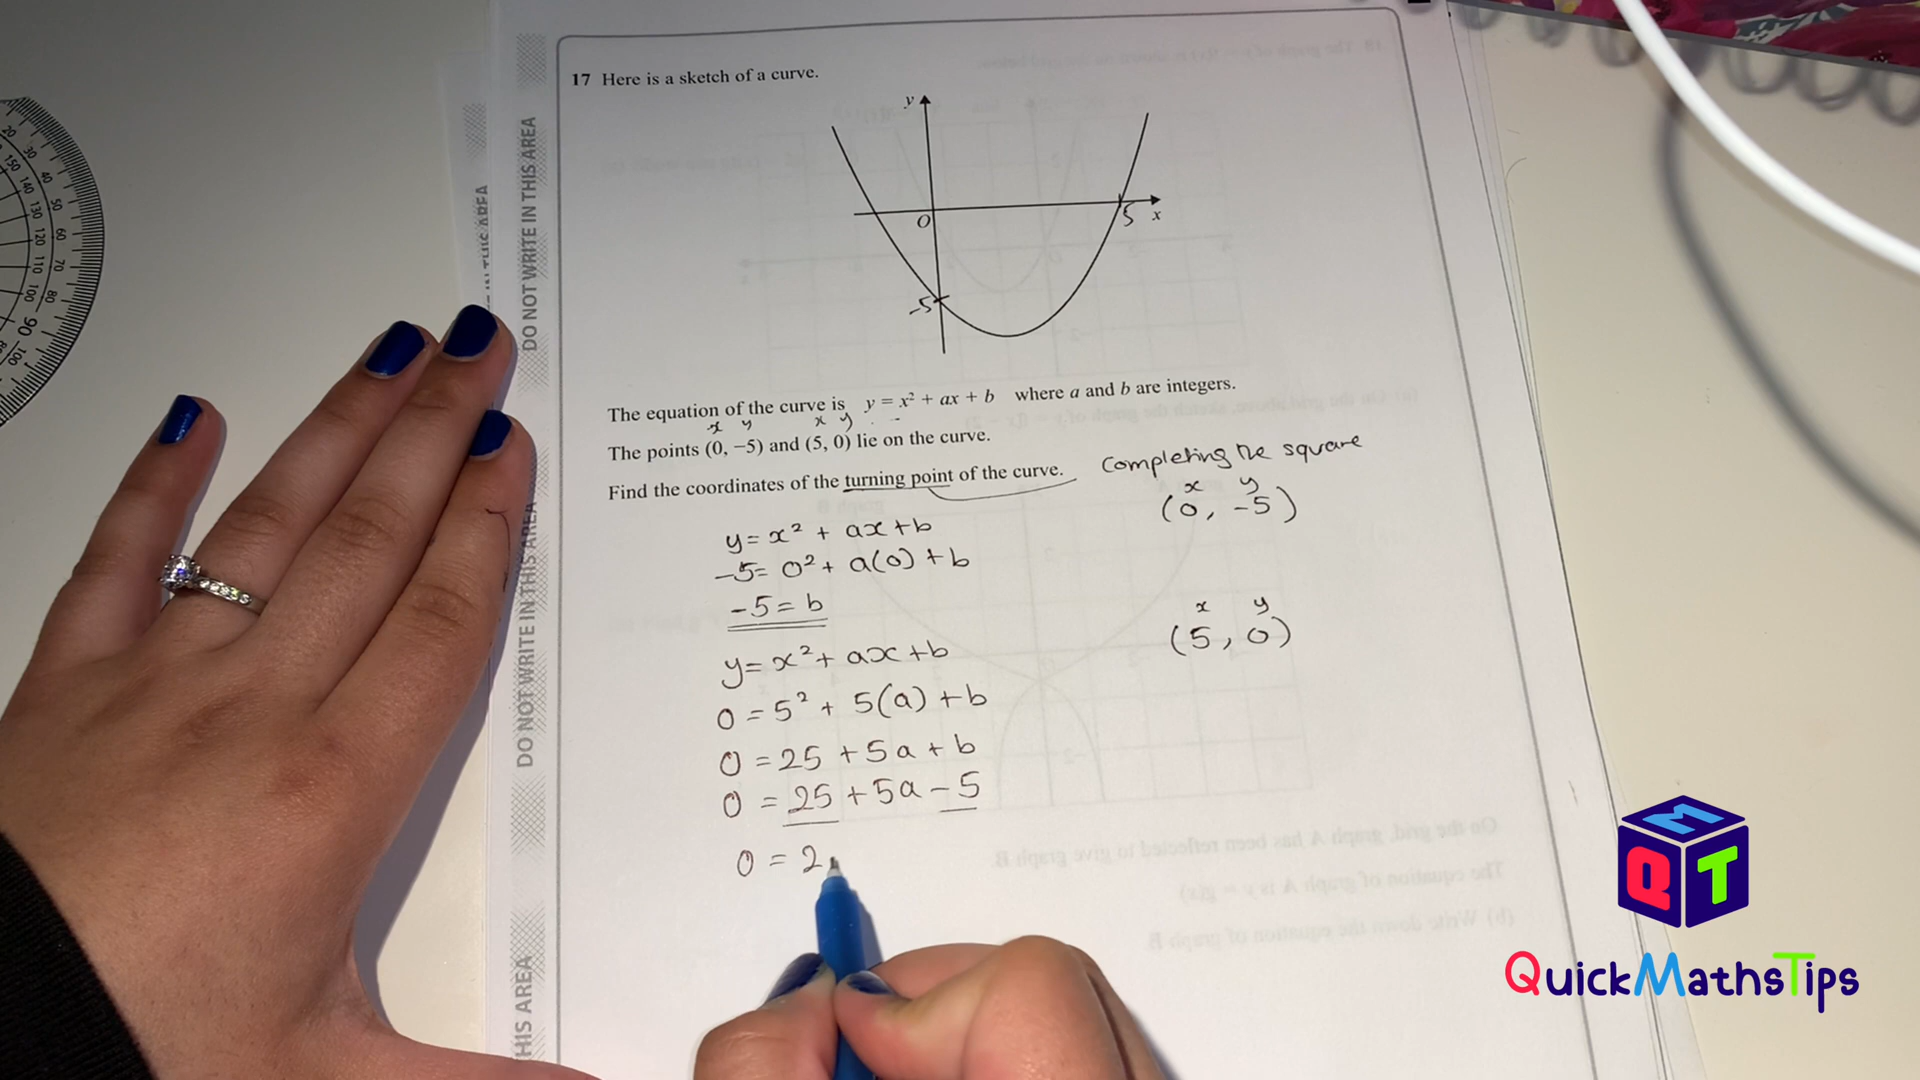 17 Here is a sketch of a curve.
y
O
5
x
-5
The equation of the curve is y = x² + ax + b where a and b are integers.
x y x y
The points (0, −5) and (5, 0) lie on the curve.
Find the coordinates of the turning point of the curve.
Completing the square
x y
(0, -5)
y = x² + ax + b
-5 = 0² + a(0) + b
-5 = b
x y
(5, 0)
y = x² + ax + b
0 = 5² + 5(a) + b
0 = 25 + 5a + b
0 = 25 + 5a - 5
0 = 2
DO NOT WRITE IN THIS AREA
DO NOT WRITE IN THIS AREA
THIS AREA
QMT
QuickMathsTips